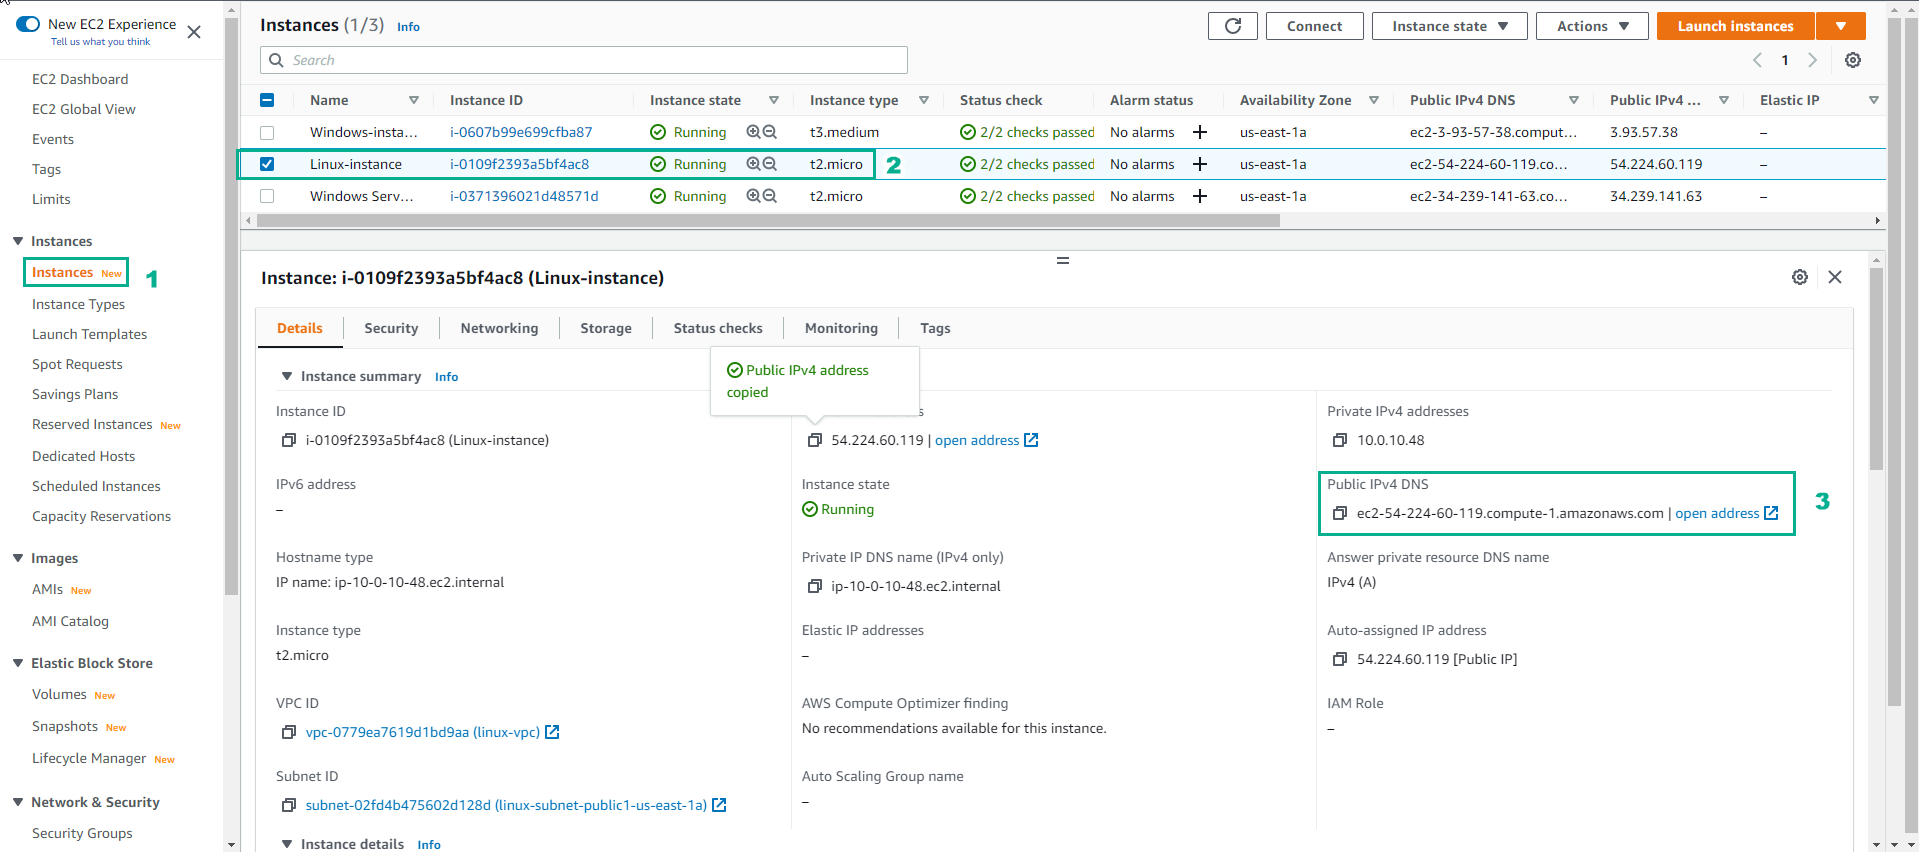 New EC2 Experience
Tell us what you think
EC2 Dashboard
EC2 Global View
Events
Tags
Limits
Instances
Instances New
1
Instance Types
Launch Templates
Spot Requests
Savings Plans
Reserved Instances New
Dedicated Hosts
Scheduled Instances
Capacity Reservations
Images
AMIs New
AMI Catalog
Elastic Block Store
Volumes New
Snapshots New
Lifecycle Manager New
Network & Security
Security Groups
Instances (1/3) Info
Connect
Instance state
Actions
Launch instances
Search
1
Name Instance ID Instance state Instance type Status check Alarm status Availability Zone Public IPv4 DNS Public IPv4 ... Elastic IP
Windows-insta... i-0607b99e699cfba87 Running t3.medium 2/2 checks passed No alarms + us-east-1a ec2-3-93-57-38.comput... 3.93.57.38 –
Linux-instance i-0109f2393a5bf4ac8 Running t2.micro 2 2/2 checks passed No alarms + us-east-1a ec2-54-224-60-119.co... 54.224.60.119 –
Windows Serv... i-0371396021d48571d Running t2.micro 2/2 checks passed No alarms + us-east-1a ec2-34-239-141-63.co... 34.239.141.63 –
Instance: i-0109f2393a5bf4ac8 (Linux-instance)
Details Security Networking Storage Status checks Monitoring Tags
Instance summary Info
Public IPv4 address
copied
Instance ID
i-0109f2393a5bf4ac8 (Linux-instance)
54.224.60.119 | open address
Private IPv4 addresses
10.0.10.48
IPv6 address
–
Instance state
Running
Public IPv4 DNS
ec2-54-224-60-119.compute-1.amazonaws.com | open address
3
Hostname type
IP name: ip-10-0-10-48.ec2.internal
Private IP DNS name (IPv4 only)
ip-10-0-10-48.ec2.internal
Answer private resource DNS name
IPv4 (A)
Instance type
t2.micro
Elastic IP addresses
–
Auto-assigned IP address
54.224.60.119 [Public IP]
VPC ID
vpc-0779ea7619d1bd9aa (linux-vpc)
AWS Compute Optimizer finding
No recommendations available for this instance.
IAM Role
–
Subnet ID
subnet-02fd4b475602d128d (linux-subnet-public1-us-east-1a)
Auto Scaling Group name
–
Instance details Info